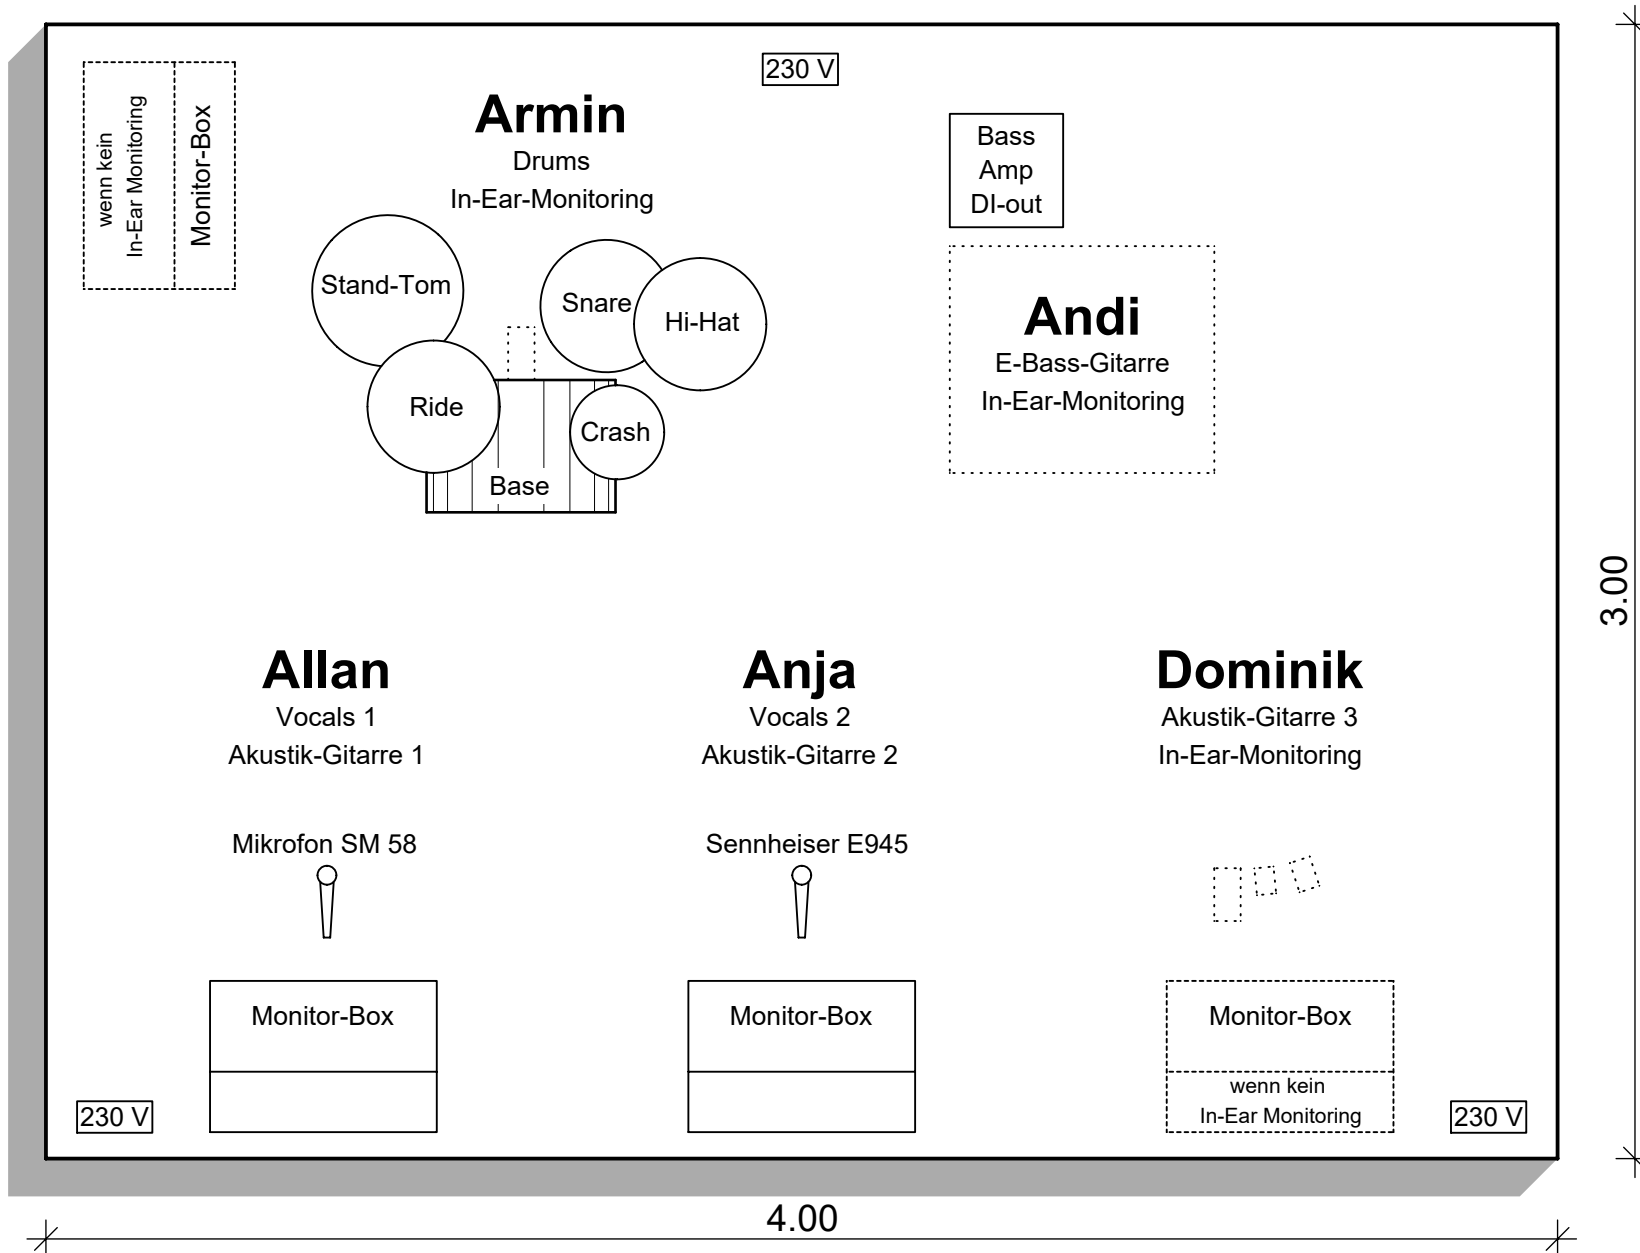 230 V
wenn kein
In-Ear Monitoring
Monitor-Box
Armin
Drums
In-Ear-Monitoring
Bass
Amp
DI-out
Stand-Tom
Snare
Hi-Hat
Ride
Crash
Base
Andi
E-Bass-Gitarre
In-Ear-Monitoring
3.00
Allan
Vocals 1
Akustik-Gitarre 1
Mikrofon SM 58
Monitor-Box
Anja
Vocals 2
Akustik-Gitarre 2
Sennheiser E945
Monitor-Box
Dominik
Akustik-Gitarre 3
In-Ear-Monitoring
Monitor-Box
wenn kein
In-Ear Monitoring
230 V
230 V
4.00